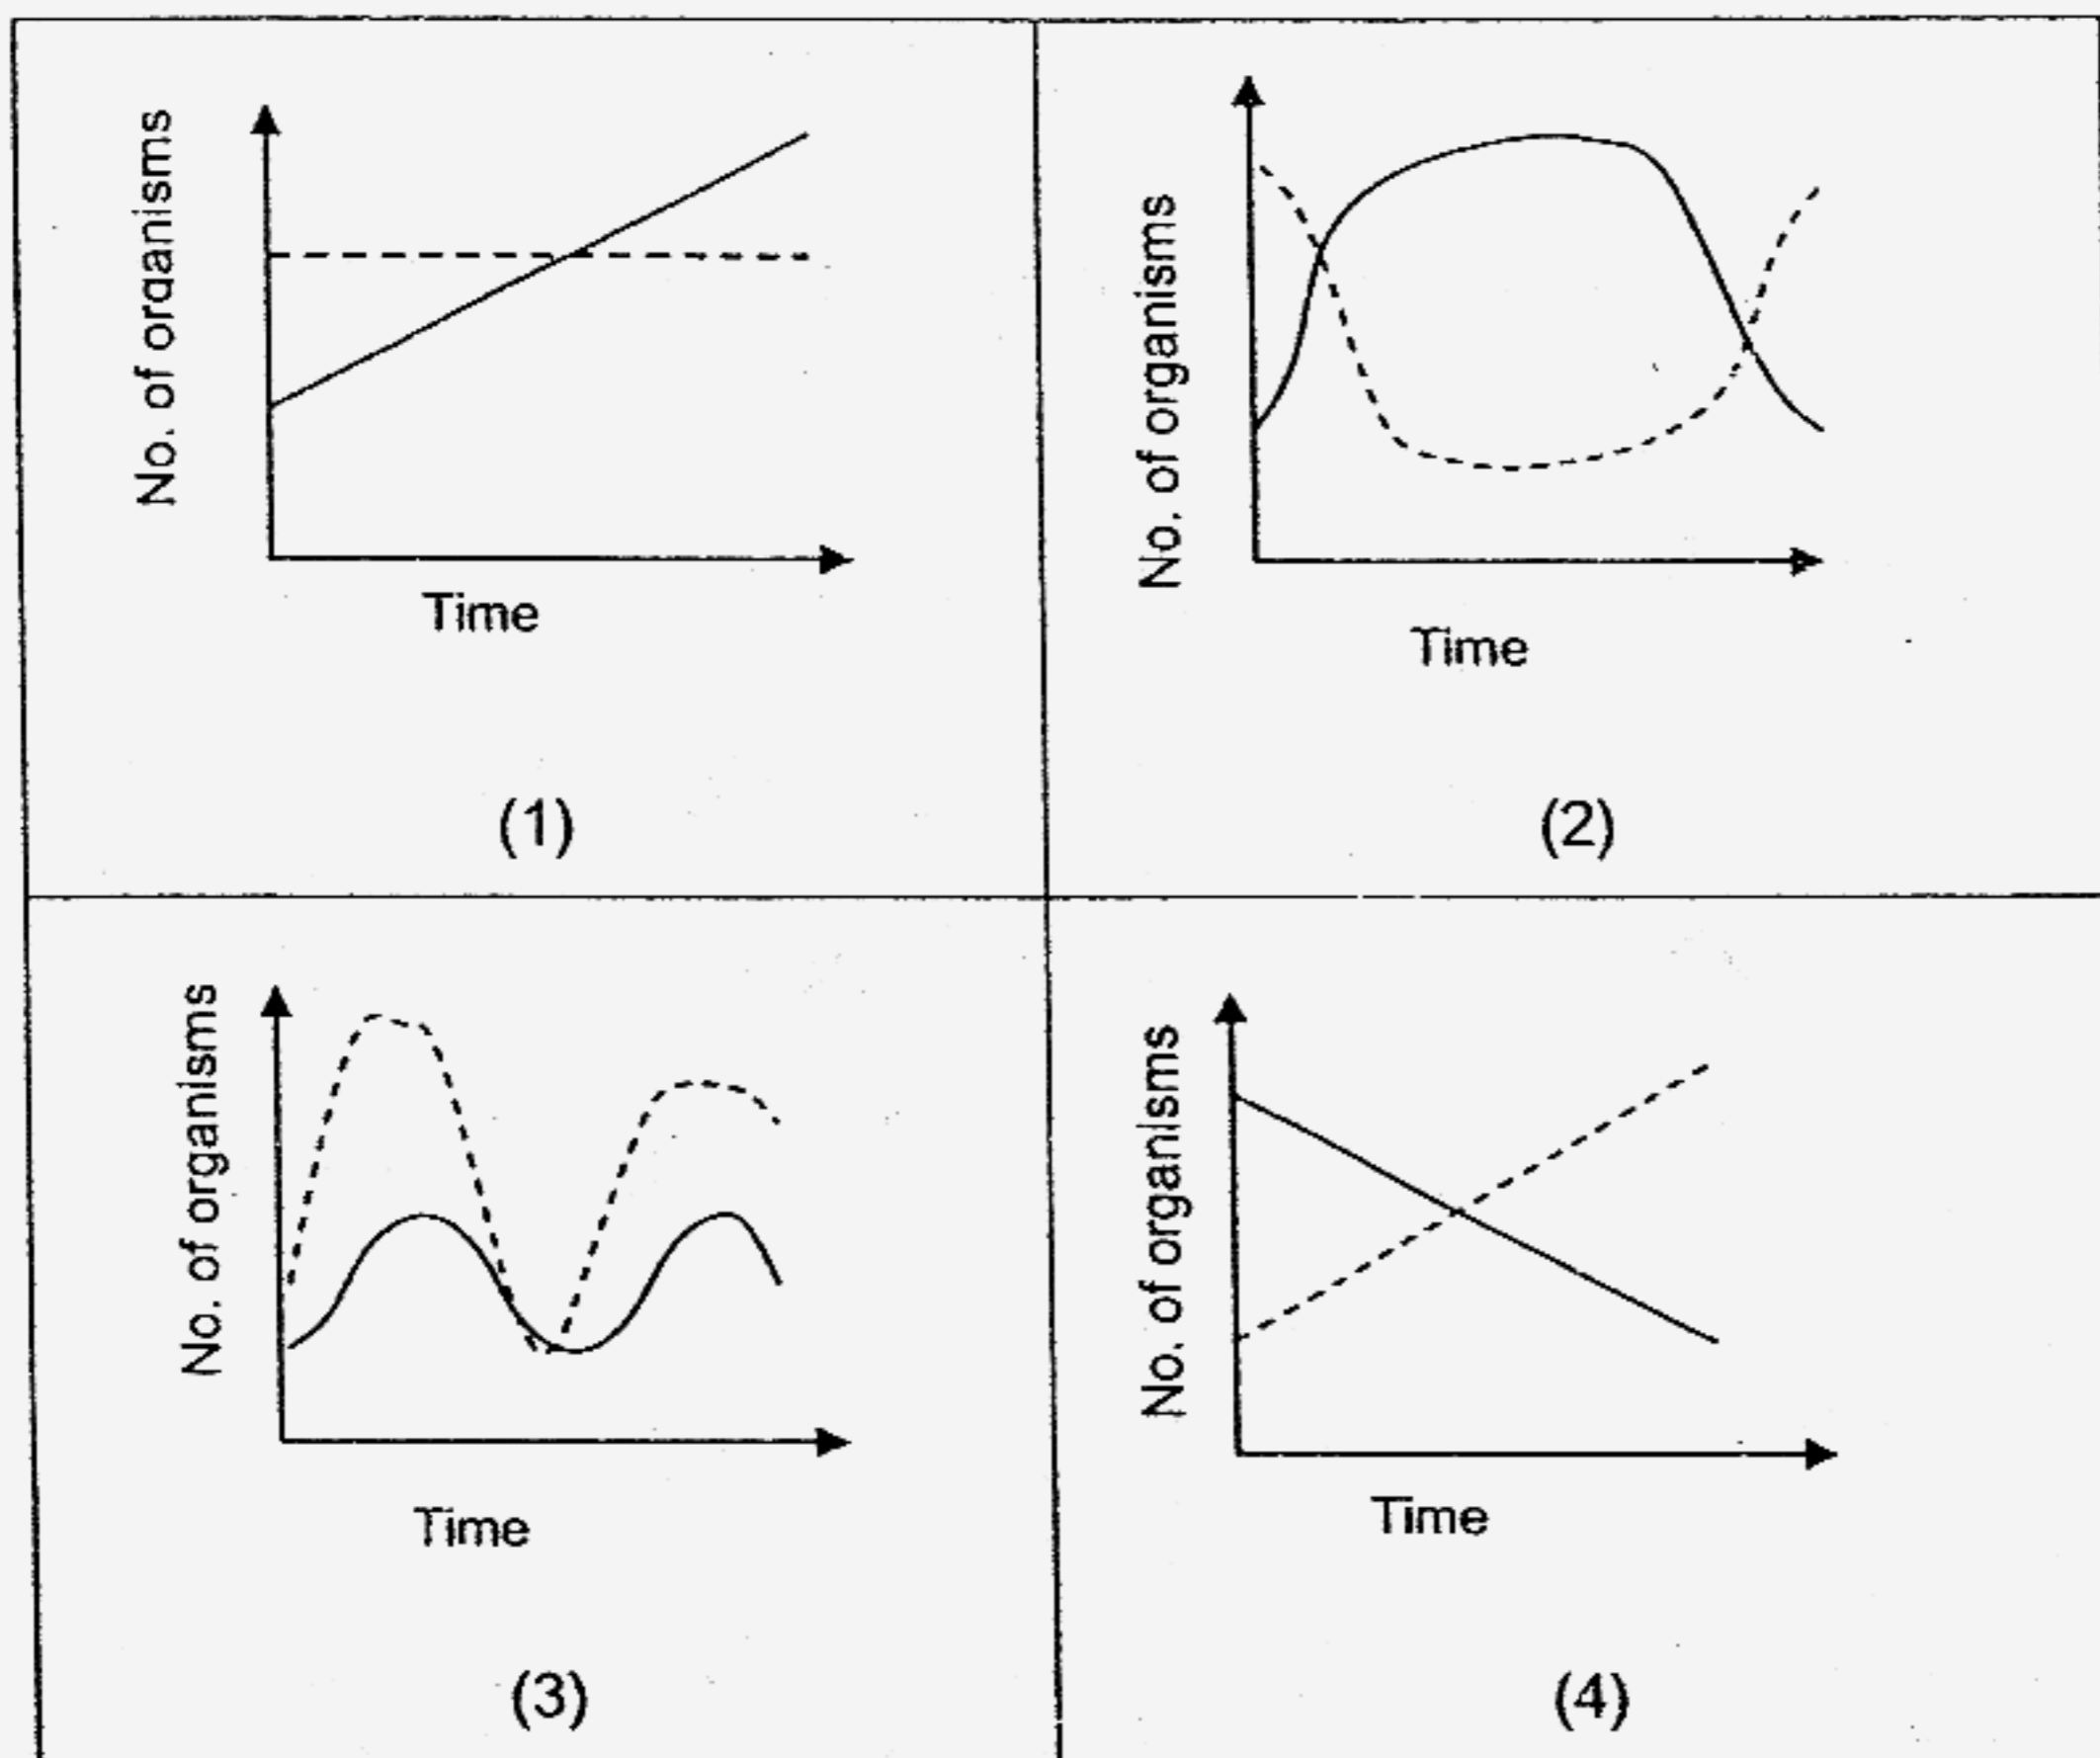 No. of organisms
Time
(1)
No. of organisms
Time
(2)
No. of organisms
Time
(3)
No. of organisms
Time
(4)